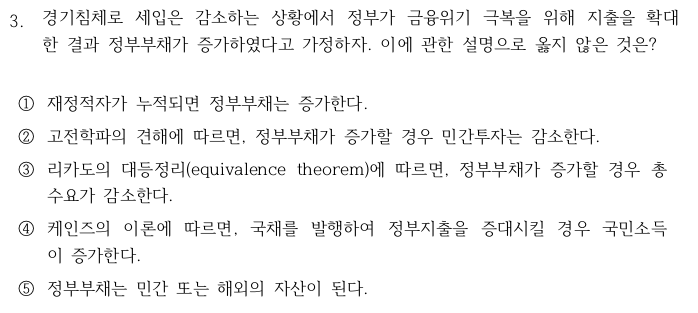 3. 경기침체로 세입은 감소하는 상황에서 정부가 금융위기 극복을 위해 지출을 확대
한 결과 정부부채가 증가하였다고 가정하자. 이에 관한 설명으로 옳지 않은 것은?
① 재정적자가 누적되면 정부부채는 증가한다.
② 고전학파의 견해에 따르면, 정부부채가 증가할 경우 민간투자는 감소한다.
③ 리카도의 대등정리(equivalence theorem)에 따르면, 정부부채가 증가할 경우 총
수요가 감소한다.
④ 케인즈의 이론에 따르면, 국채를 발행하여 정부지출을 증대시킬 경우 국민소득
이 증가한다.
⑤ 정부부채는 민간 또는 해외의 자산이 된다.